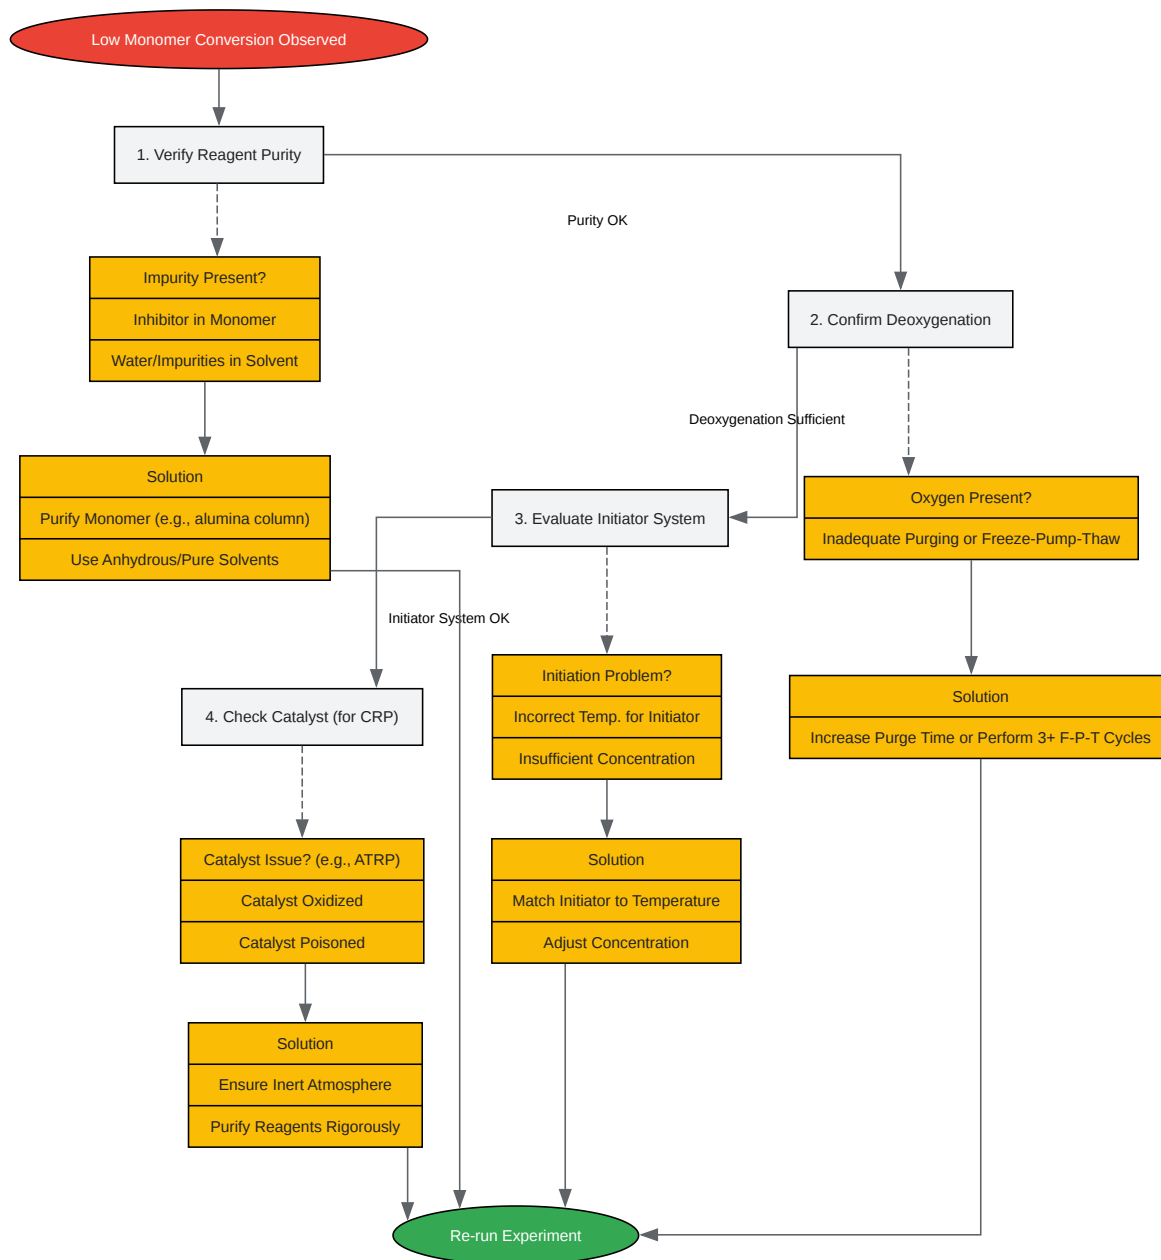 Low Monomer Conversion Observed
1. Verify Reagent Purity
Purity OK
Impurity Present?
Inhibitor in Monomer
Water/Impurities in Solvent
2. Confirm Deoxygenation
Deoxygenation Sufficient
Solution
Purify Monomer (e.g., alumina column)
Use Anhydrous/Pure Solvents
3. Evaluate Initiator System
Oxygen Present?
Inadequate Purging or Freeze-Pump-Thaw
Initiator System OK
Initiation Problem?
Incorrect Temp. for Initiator
Insufficient Concentration
Solution
Increase Purge Time or Perform 3+ F-P-T Cycles
4. Check Catalyst (for CRP)
Catalyst Issue? (e.g., ATRP)
Catalyst Oxidized
Catalyst Poisoned
Solution
Match Initiator to Temperature
Adjust Concentration
Solution
Ensure Inert Atmosphere
Purify Reagents Rigorously
Re-run Experiment